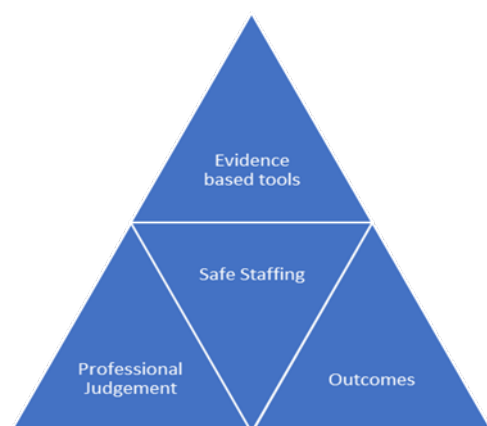 Evidence
based tools
Safe Staffing
Professional
Judgement
Outcomes